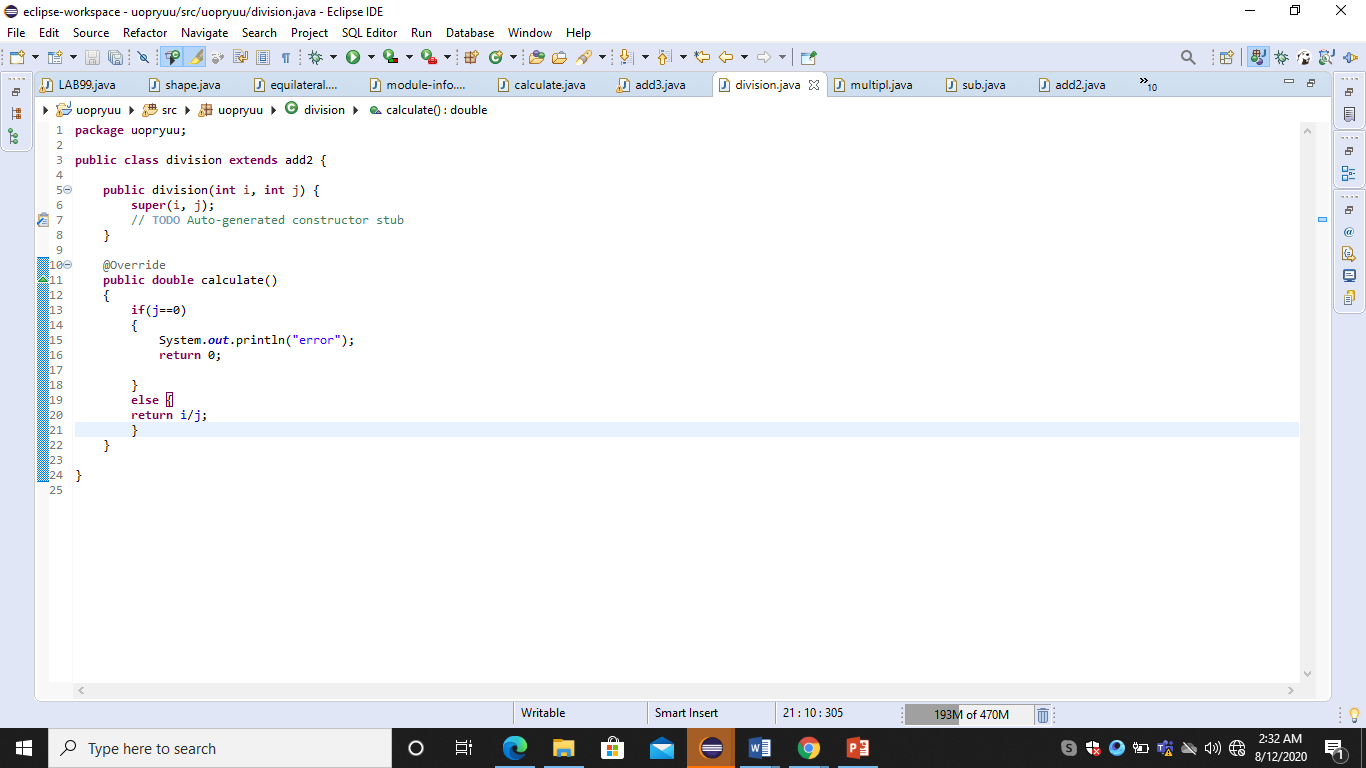 eclipse-workspace - uopryuu/src/uopryuu/division.java - Eclipse IDE
File Edit Source Refactor Navigate Search Project SQL Editor Run Database Window Help
LAB99.java shape.java equilateral.... module-info.... calculate.java add3.java division.java multipl.java sub.java add2.java »10
uopryuu src uopryuu division calculate() : double
1 package uopryuu;
2
3 public class division extends add2 {
4
5 public division(int i, int j) {
6 super(i, j);
7 // TODO Auto-generated constructor stub
8 }
9
10 @Override
11 public double calculate()
12 {
13 if(j==0)
14 {
15 System.out.println("error");
16 return 0;
17
18 }
19 else {
20 return i/j;
21 }
22 }
23
24 }
25
Writable Smart Insert 21 : 10 : 305 193M of 470M
Type here to search
2:32 AM
8/12/2020
1